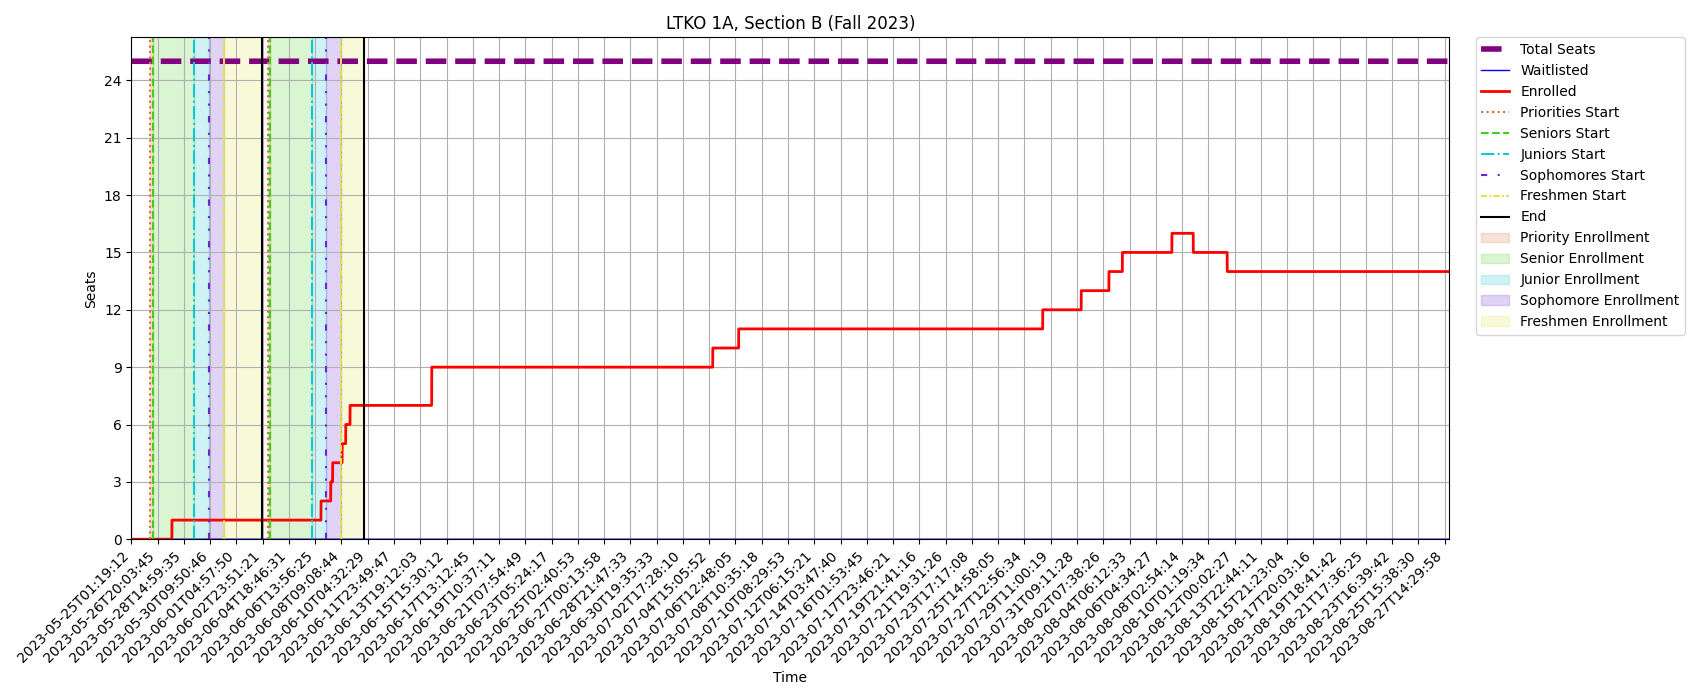 LTKO 1A, Section B (Fall 2023)
Total Seats
Waitlisted
Enrolled
Priorities Start
Seniors Start
Juniors Start
Sophomores Start
Freshmen Start
End
Priority Enrollment
Senior Enrollment
Junior Enrollment
Sophomore Enrollment
Freshmen Enrollment
Seats
24
21
18
15
12
9
6
3
0
2023-05-25T01:19:12
2023-05-26T20:03:45
2023-05-28T14:59:35
2023-05-30T09:50:46
2023-06-01T04:57:50
2023-06-02T23:51:21
2023-06-04T18:46:31
2023-06-06T13:56:25
2023-06-08T09:08:44
2023-06-10T04:32:29
2023-06-11T23:49:47
2023-06-13T19:12:03
2023-06-15T15:30:12
2023-06-17T13:12:45
2023-06-19T10:37:11
2023-06-21T07:54:49
2023-06-23T05:24:17
2023-06-25T02:40:53
2023-06-27T00:13:58
2023-06-28T21:47:33
2023-06-30T19:35:33
2023-07-02T17:28:10
2023-07-04T15:05:52
2023-07-06T12:48:05
2023-07-08T10:35:18
2023-07-10T08:29:53
2023-07-12T06:15:21
2023-07-14T03:47:40
2023-07-16T01:53:45
2023-07-17T23:46:21
2023-07-19T21:41:16
2023-07-21T19:31:26
2023-07-23T17:17:08
2023-07-25T14:58:05
2023-07-27T12:56:34
2023-07-29T11:00:19
2023-07-31T09:11:28
2023-08-02T07:38:26
2023-08-04T06:12:33
2023-08-06T04:34:27
2023-08-08T02:54:14
2023-08-10T01:19:34
2023-08-12T00:02:27
2023-08-13T22:44:11
2023-08-15T21:23:04
2023-08-17T20:03:16
2023-08-19T18:41:42
2023-08-21T17:36:25
2023-08-23T16:39:42
2023-08-25T15:38:30
2023-08-27T14:29:58
Time